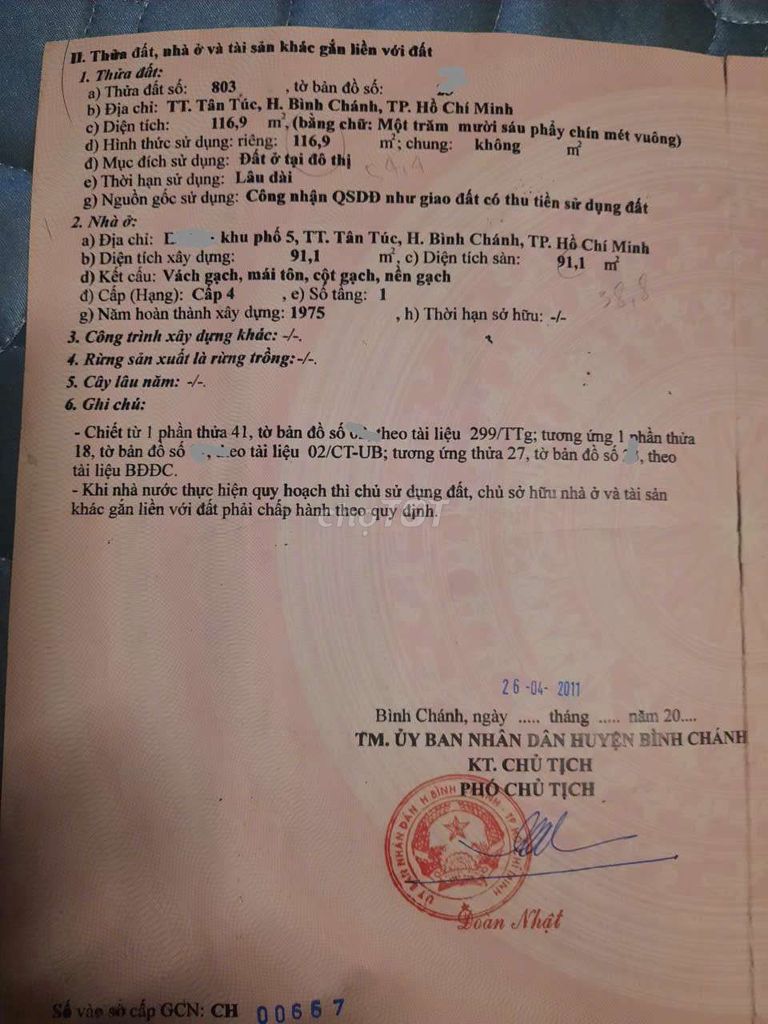 II. Thửa đất, nhà ở và tài sản khác gắn liền với đất
1. Thửa đất:
a) Thửa đất số: 803 , tờ bản đồ số:
b) Địa chỉ: TT. Tân Túc, H. Bình Chánh, TP. Hồ Chí Minh
c) Diện tích: 116,9 m², (bằng chữ: Một trăm mười sáu phẩy chín mét vuông)
d) Hình thức sử dụng: riêng: 116,9 m²; chung: không m²
đ) Mục đích sử dụng: Đất ở tại đô thị
e) Thời hạn sử dụng: Lâu dài
g) Nguồn gốc sử dụng: Công nhận QSDĐ như giao đất có thu tiền sử dụng đất
2. Nhà ở:
a) Địa chỉ: khu phố 5, TT. Tân Túc, H. Bình Chánh, TP. Hồ Chí Minh
b) Diện tích xây dựng: 91,1 m², c) Diện tích sàn: 91,1 m²
d) Kết cấu: Vách gạch, mái tôn, cột gạch, nền gạch
38,8
đ) Cấp (Hạng): Cấp 4 , e) Số tầng: 1
g) Năm hoàn thành xây dựng: 1975 , h) Thời hạn sở hữu: -/-
3. Công trình xây dựng khác: -/-.
4. Rừng sản xuất là rừng trồng:-/-.
5. Cây lâu năm: -/-.
6. Ghi chú:
- Chiết từ 1 phần thửa 41, tờ bản đồ số theo tài liệu 299/TTg; tương ứng 1 phần thửa
18, tờ bản đồ số , theo tài liệu 02/CT-UB; tương ứng thửa 27, tờ bản đồ số , theo
tài liệu BĐĐC.
- Khi nhà nước thực hiện quy hoạch thì chủ sử dụng đất, chủ sở hữu nhà ở và tài sản
khác gắn liền với đất phải chấp hành theo quy định.
chợTỐT
26-04-2011
Bình Chánh, ngày ..... tháng ..... năm 20....
TM. ỦY BAN NHÂN DÂN HUYỆN BÌNH CHÁNH
KT. CHỦ TỊCH
PHÓ CHỦ TỊCH
ỦY BAN NHÂN DÂN H.BÌNH CHÁNH - TP HỒ CHÍ MINH
Đoàn Nhật
Số vào sổ cấp GCN: CH 00667